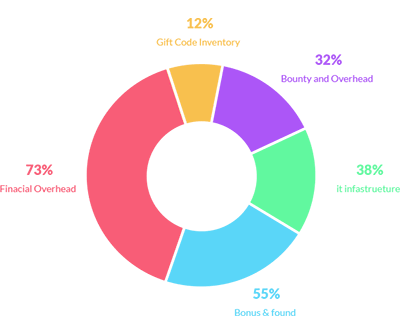 12%
Gift Code Inventory
32%
Bounty and Overhead
73%
Finacial Overhead
38%
it infastrueture
55%
Bonus & found